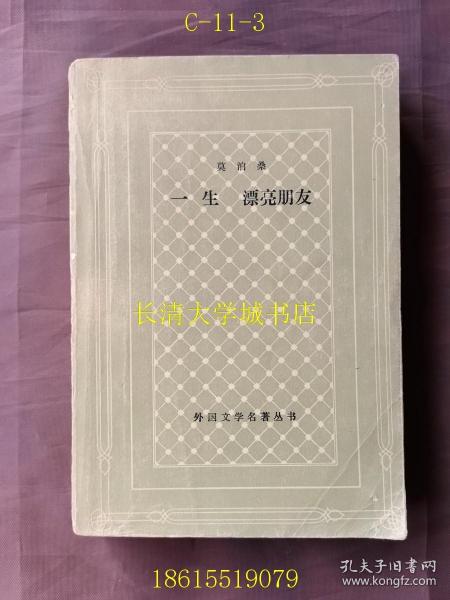 C-11-3
莫泊桑
一生 漂亮朋友
长清大学城书店
外国文学名著丛书
18615519079
孔夫子旧书网
www.kongfz.com